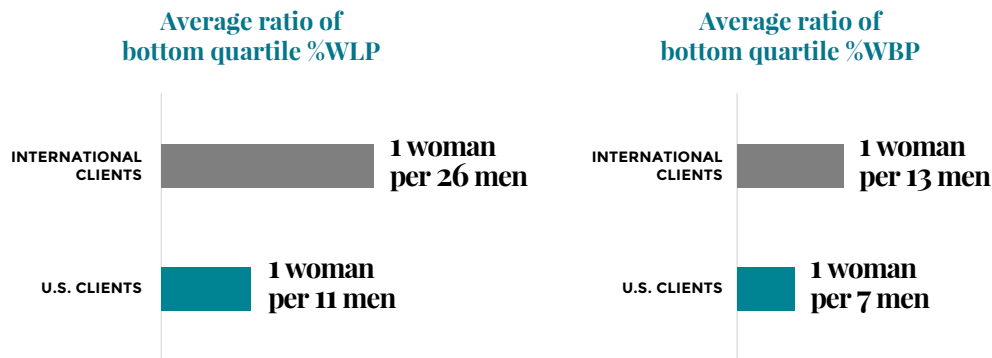 Average ratio of
bottom quartile %WLP
INTERNATIONAL
CLIENTS
1 woman
per 26 men
U.S. CLIENTS
1 woman
per 11 men
Average ratio of
bottom quartile %WBP
INTERNATIONAL
CLIENTS
1 woman
per 13 men
U.S. CLIENTS
1 woman
per 7 men